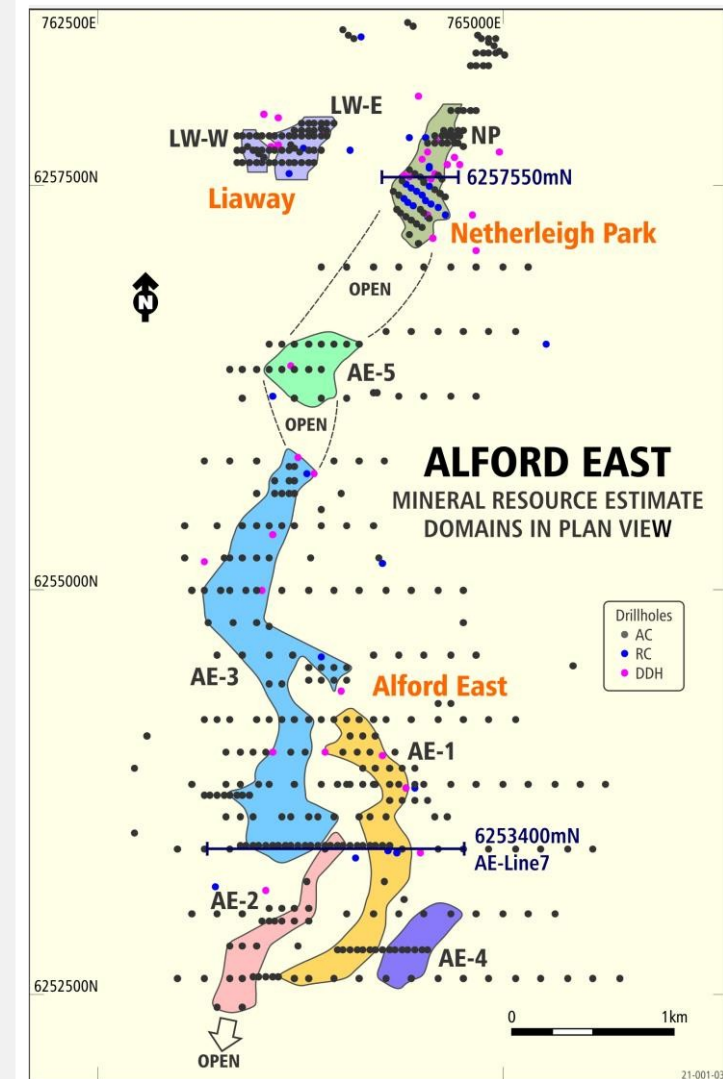 762500E
765000E
LW-E
LW-W
NP
Liaway
6257500N
6257550mN
Netherleigh Park
OPEN
N
AE-5
OPEN
ALFORD EAST
MINERAL RESOURCE ESTIMATE
DOMAINS IN PLAN VIEW
6255000N
Drillholes
AC
RC
DDH
AE-3
Alford East
AE-1
6253400mN
AE-Line7
AE-2
AE-4
6252500N
0 1km
OPEN